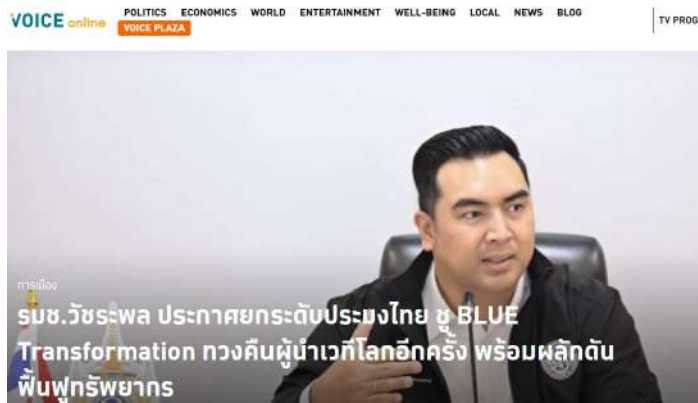 VOICE online
POLITICS ECONOMICS WORLD ENTERTAINMENT WELL-BEING LOCAL NEWS BLOG
VOICE PLAZA
TV PROG
การเมือง
รมช.วัชระพล ประกาศยกระดับประมงไทย ชู BLUE
Transformation ทวงคืนผู้นำเวทีโลกอีกครั้ง พร้อมผลักดัน
ฟื้นฟูทรัพยากร